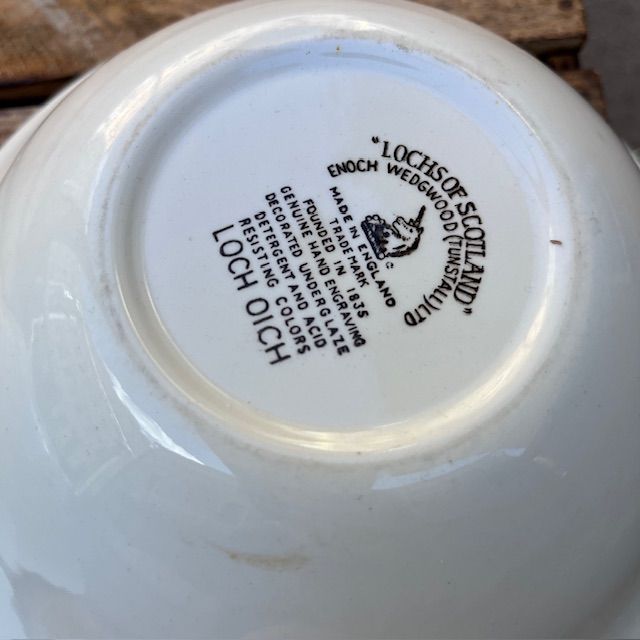 "LOCHS OF SCOTLAND"
ENOCH WEDGWOOD (TUNSTALL) LTD
MADE IN ENGLAND
TRADE MARK
FOUNDED IN 1835
GENUINE HAND ENGRAVING
DECORATED UNDERGLAZE
DETERGENT AND ACID
RESISTING COLORS
LOCH OICH